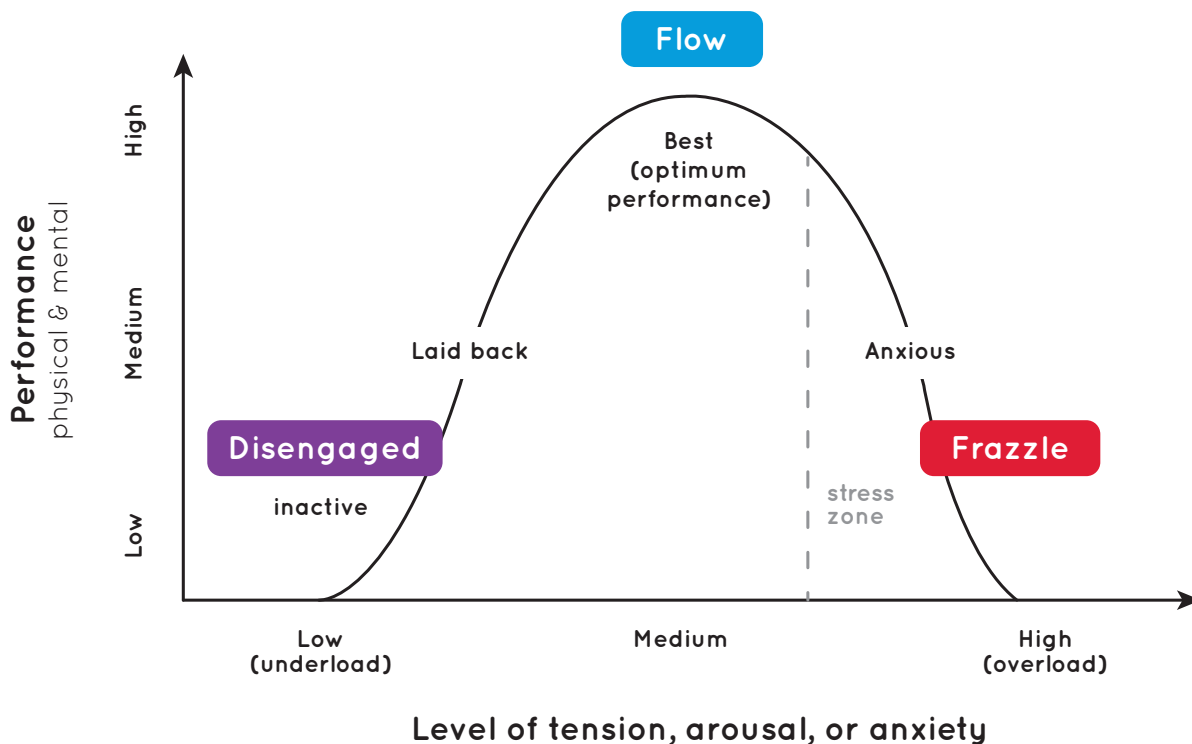 Flow
Performance
physical & mental
High
Medium
Low
Best
(optimum
performance)
Laid back
Anxious
Disengaged
Frazzle
inactive
stress
zone
Low
(underload)
Medium
High
(overload)
Level of tension, arousal, or anxiety